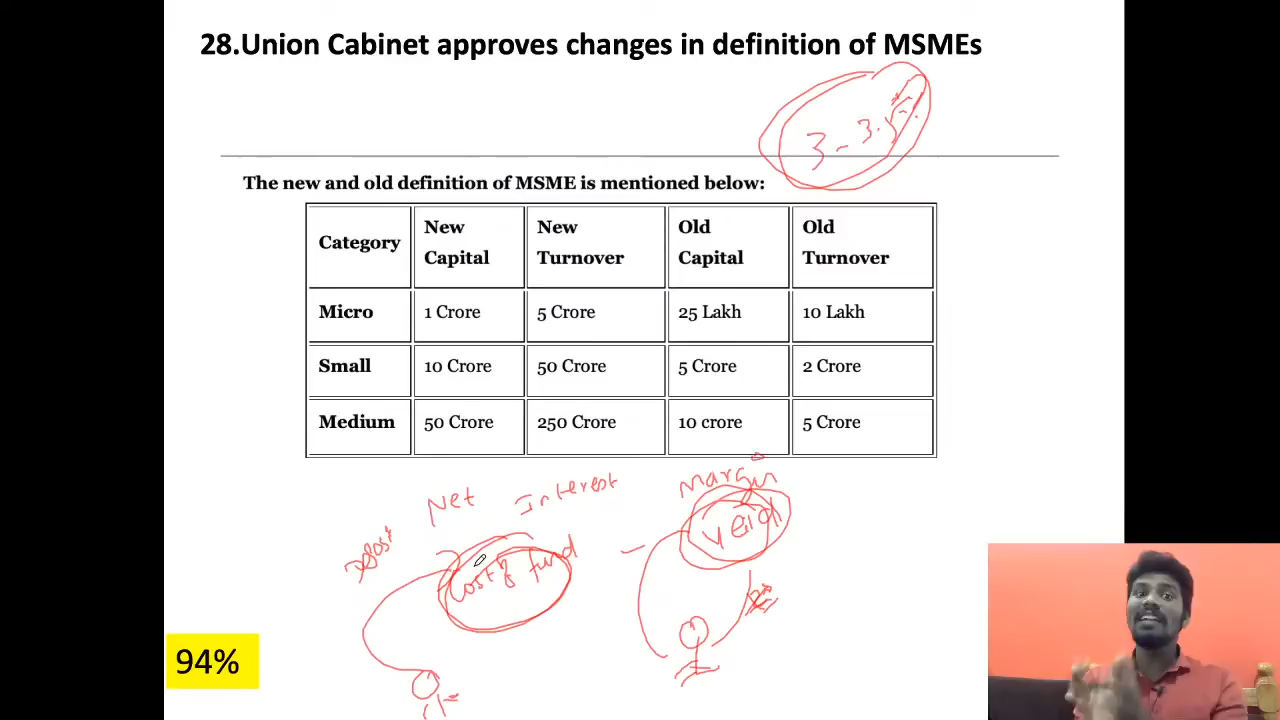 28.Union Cabinet approves changes in definition of MSMEs
The new and old definition of MSME is mentioned below:
Category New Capital New Turnover Old Capital Old Turnover
Micro 1 Crore 5 Crore 25 Lakh 10 Lakh
Small 10 Crore 50 Crore 5 Crore 2 Crore
Medium 50 Crore 250 Crore 10 crore 5 Crore
Net Interest Margin
cost of fund
94%